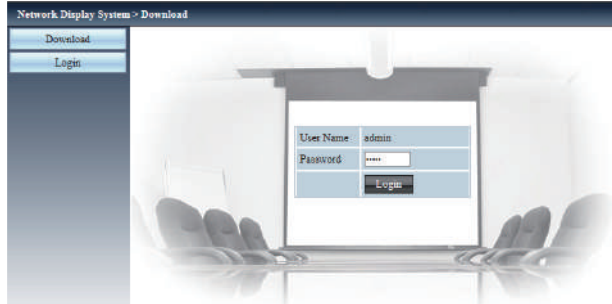 Network Display System > Download
Download
Login
User Name admin
Password •••••
Login